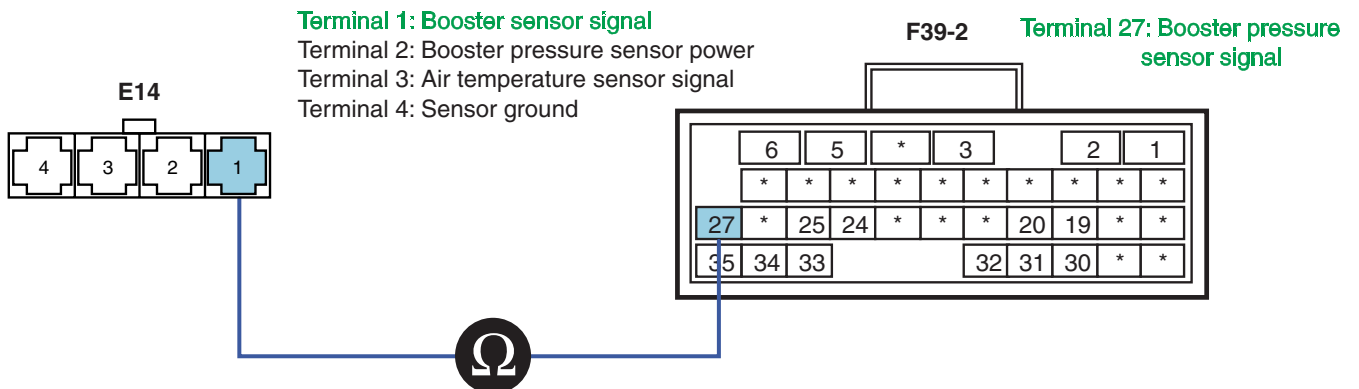 Terminal 1: Booster sensor signal
Terminal 2: Booster pressure sensor power
Terminal 3: Air temperature sensor signal
Terminal 4: Sensor ground
E14
4 3 2 1
F39-2
Terminal 27: Booster pressure
sensor signal
6 5 * 3 2 1
* * * * * * * * * *
27 * 25 24 * * * 20 19 * *
35 34 33 32 31 30 * *
Ω